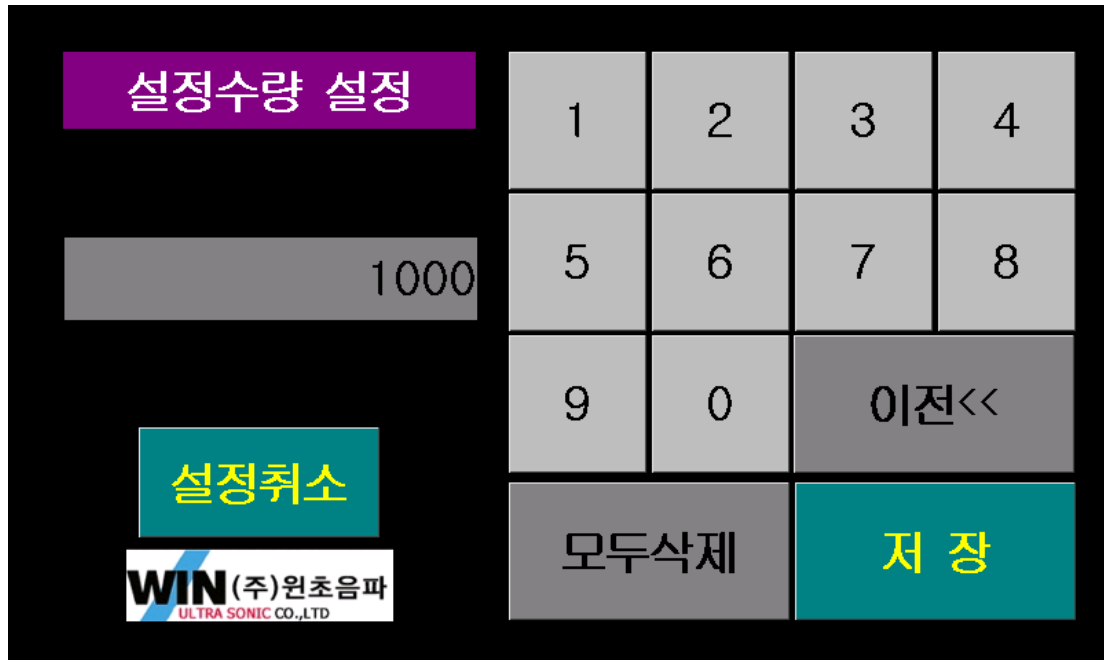 설정수량 설정
1000
설정취소
WIN (주)윈초음파
ULTRA SONIC CO.,LTD
1 2 3 4
5 6 7 8
9 0 이전<<
모두삭제 저 장